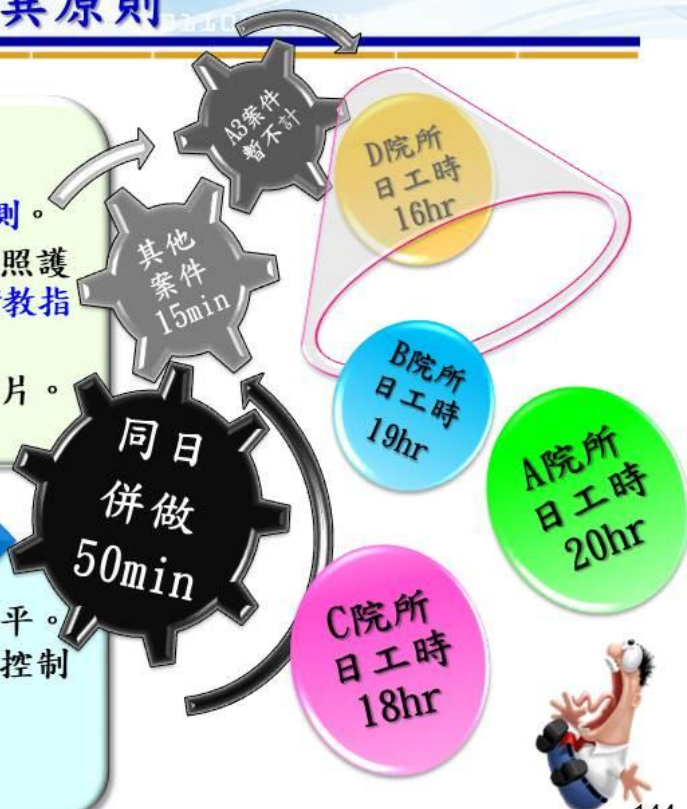 異原則
則。
照護
教指
片。
平。
控制
A3案件
暫不計
其他
案件
15min
同日
併做
50min
D院所
日工時
16hr
B院所
日工時
19hr
A院所
日工時
20hr
C院所
日工時
18hr